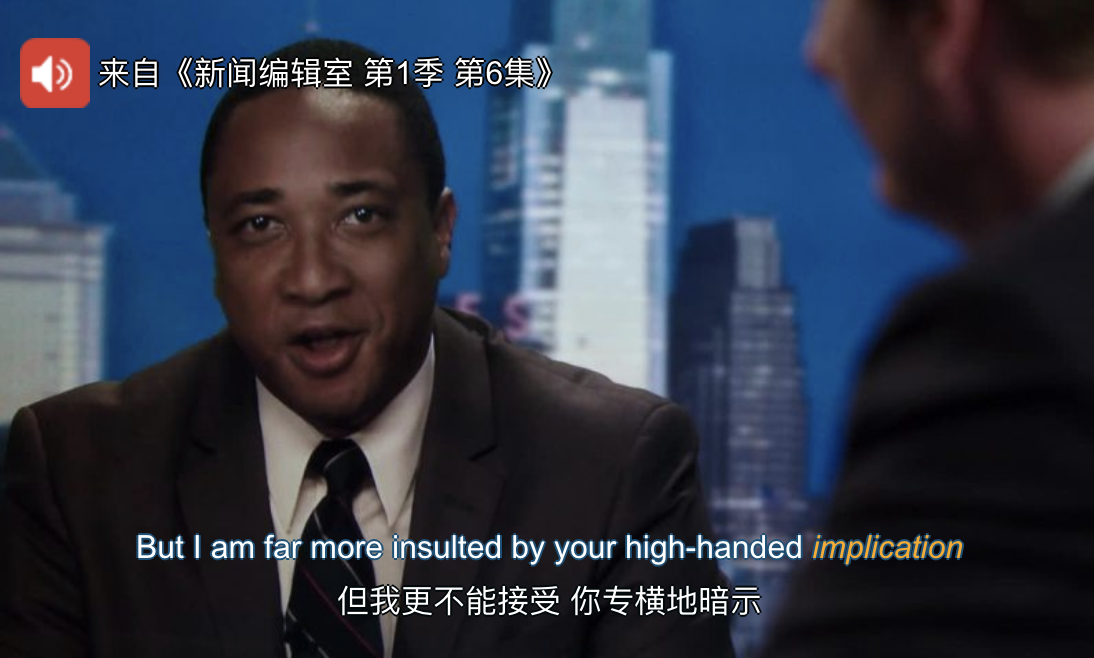 来自《新闻编辑室 第1季 第6集》
E S
But I am far more insulted by your high-handed implication
但我更不能接受 你专横地暗示